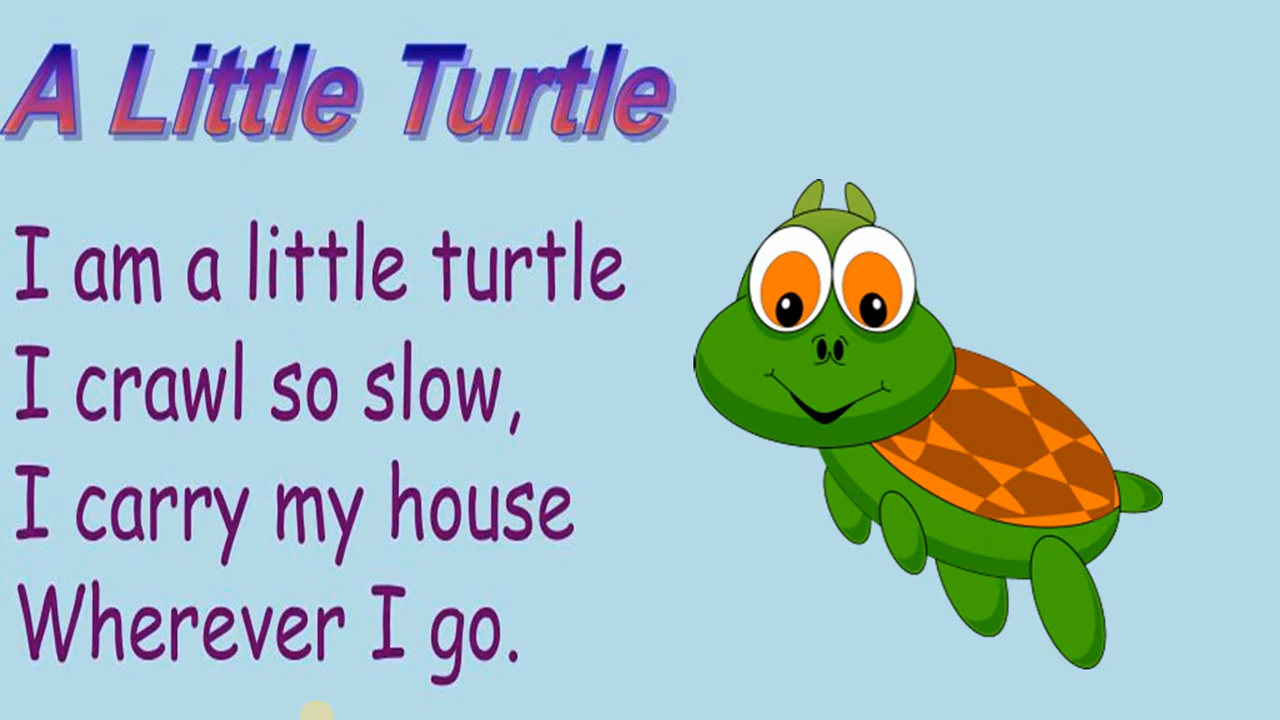 A Little Turtle
I am a little turtle
I crawl so slow,
I carry my house
Wherever I go.